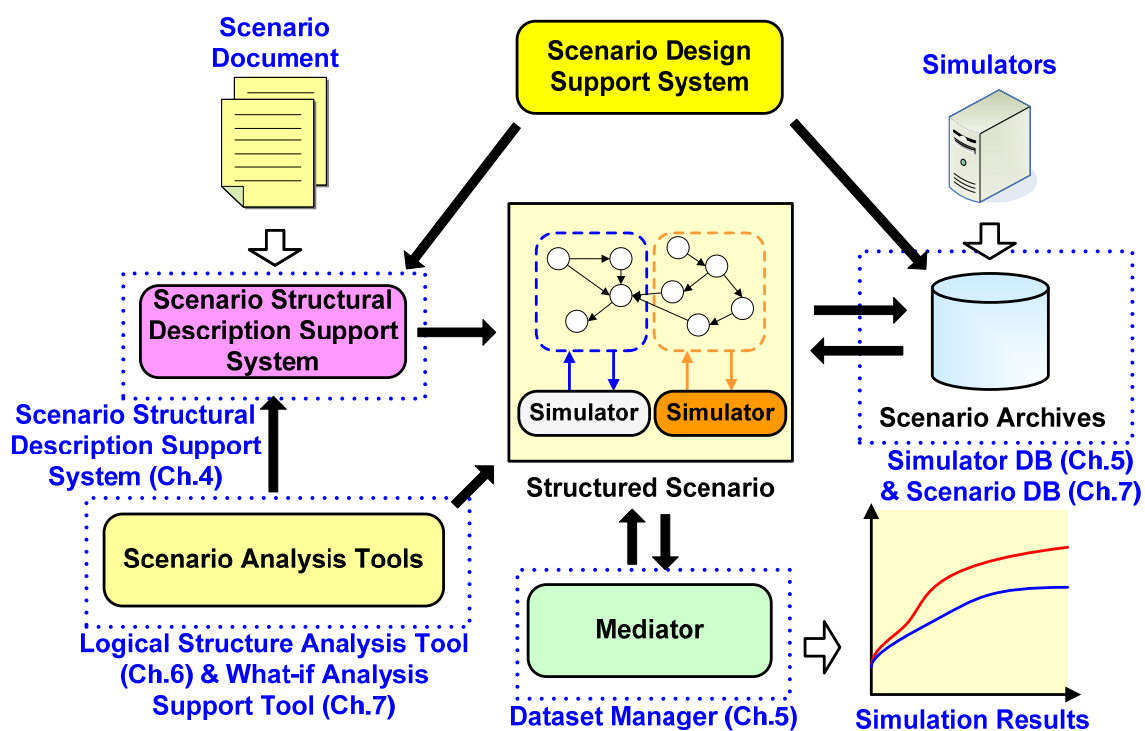 Scenario
Document
Scenario Design
Support System
Simulators
Scenario Structural
Description Support
System
Scenario Structural
Description Support
System (Ch.4)
Simulator
Simulator
Structured Scenario
Scenario Archives
Simulator DB (Ch.5)
& Scenario DB (Ch.7)
Scenario Analysis Tools
Logical Structure Analysis Tool
(Ch.6) & What-if Analysis
Support Tool (Ch.7)
Mediator
Dataset Manager (Ch.5)
Simulation Results